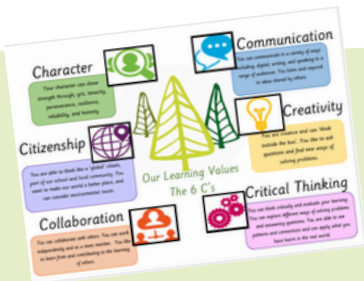 Character
Your character can show
strength through, grit, tenacity,
perseverance, resilience,
reliability, and humility
Citizenship
You are able to think like a 'global' citizen,
part of our school and local community. You
want to make our world a better place, and
can consider environmental issues.
Collaboration
You can collaborate with others. You can work
independently and as a team member. You like
to learn from and contributing to the learning
of others.
Our Learning Values
The 6 C's
Communication
You can communicate in a variety of ways
including, digital, writing, and speaking to a
range of audience. You listen and respond
to ideas shared by others.
Creativity
You are creative and can 'think
outside the box'. You like to ask
questions and find new ways of
solving problems.
Critical Thinking
You can think critically and evaluate your learning.
You can explore different ways of solving problems
and answering questions. You are able to see
patterns and connections and can apply what you
have learnt in the real world.